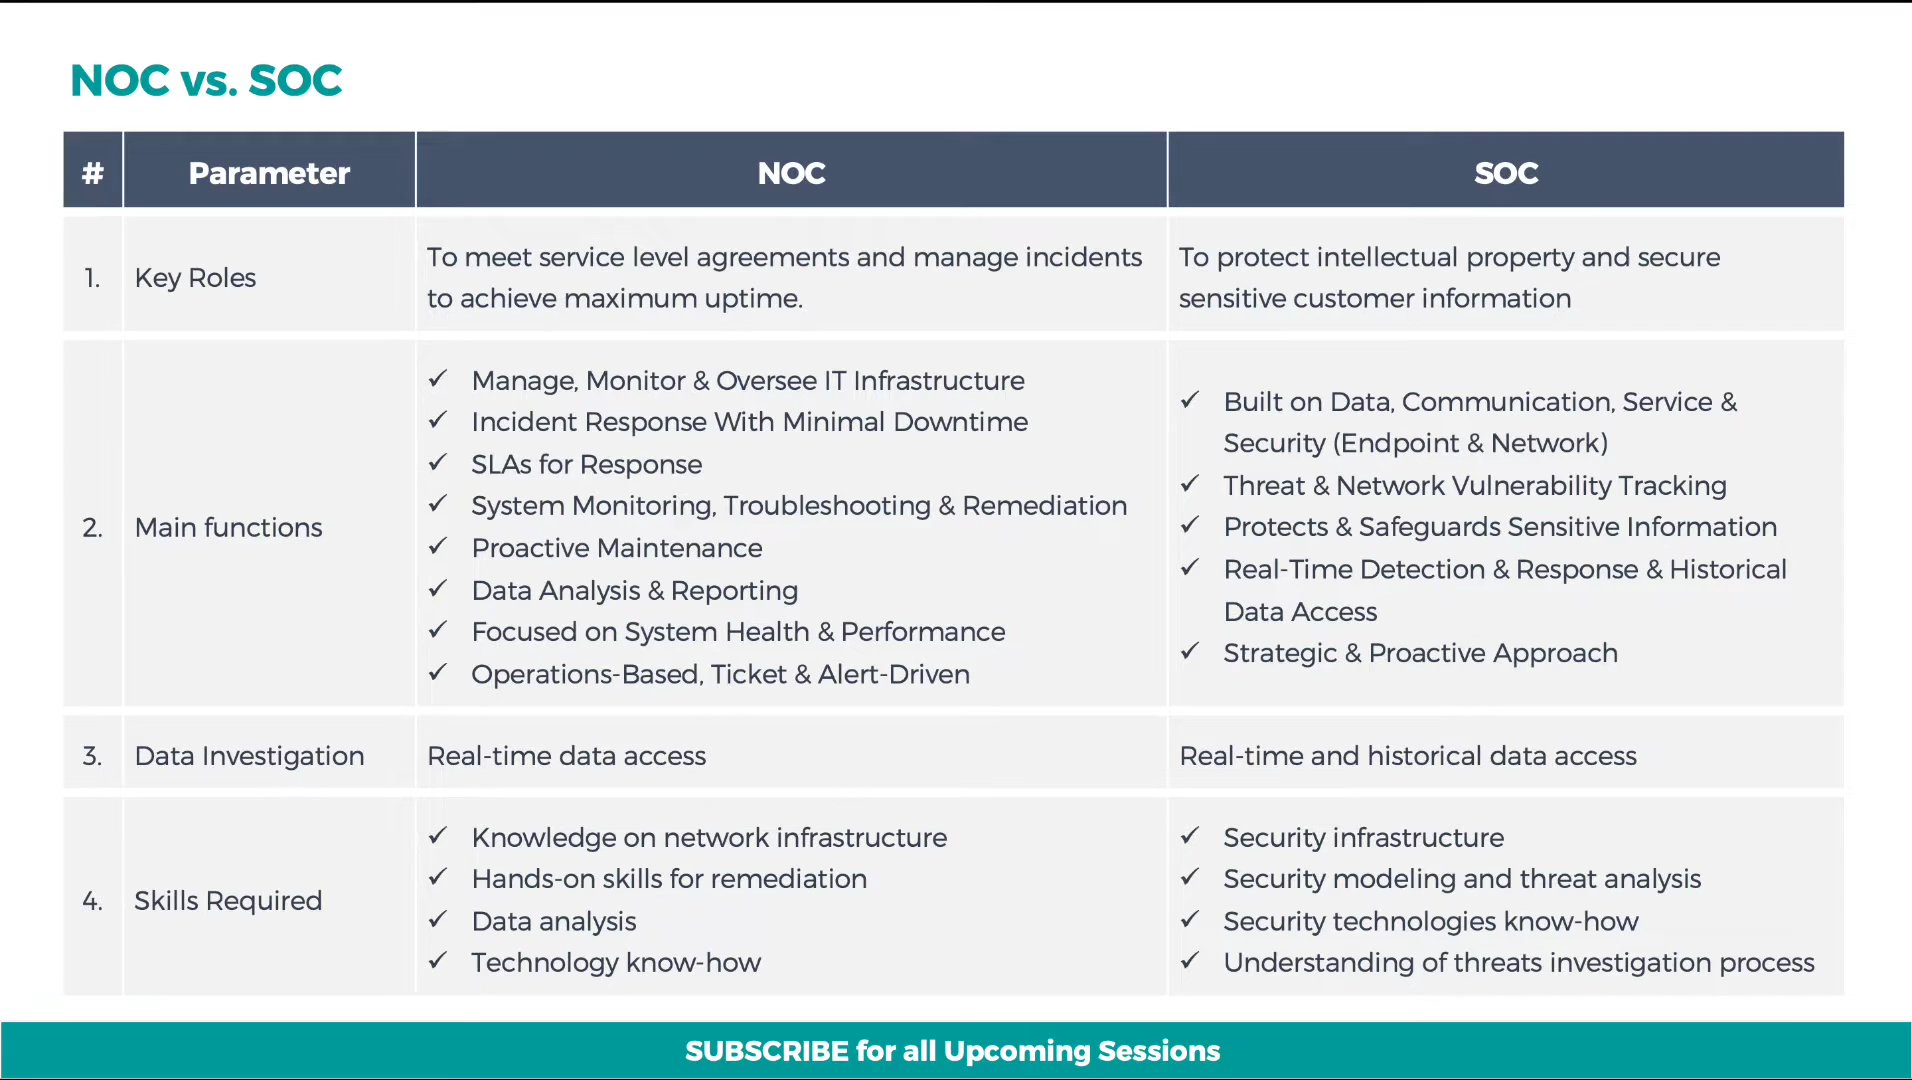 NOC vs. SOC
# Parameter NOC SOC
1. Key Roles
To meet service level agreements and manage incidents
to achieve maximum uptime.
To protect intellectual property and secure
sensitive customer information
2. Main functions
✓ Manage, Monitor & Oversee IT Infrastructure
✓ Incident Response With Minimal Downtime
✓ SLAs for Response
✓ System Monitoring, Troubleshooting & Remediation
✓ Proactive Maintenance
✓ Data Analysis & Reporting
✓ Focused on System Health & Performance
✓ Operations-Based, Ticket & Alert-Driven
✓ Built on Data, Communication, Service &
Security (Endpoint & Network)
✓ Threat & Network Vulnerability Tracking
✓ Protects & Safeguards Sensitive Information
✓ Real-Time Detection & Response & Historical
Data Access
✓ Strategic & Proactive Approach
3. Data Investigation
Real-time data access
Real-time and historical data access
4. Skills Required
✓ Knowledge on network infrastructure
✓ Hands-on skills for remediation
✓ Data analysis
✓ Technology know-how
✓ Security infrastructure
✓ Security modeling and threat analysis
✓ Security technologies know-how
✓ Understanding of threats investigation process
SUBSCRIBE for all Upcoming Sessions